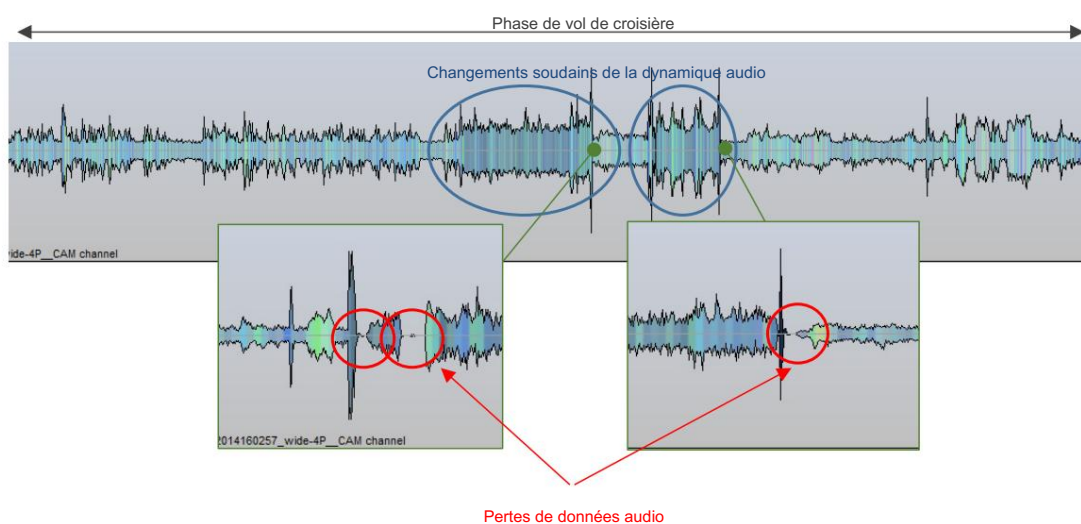 Phase de vol de croisière
Changements soudains de la dynamique audio
wide-4P__CAM channel
2014160257_wide-4P__CAM channel
Pertes de données audio